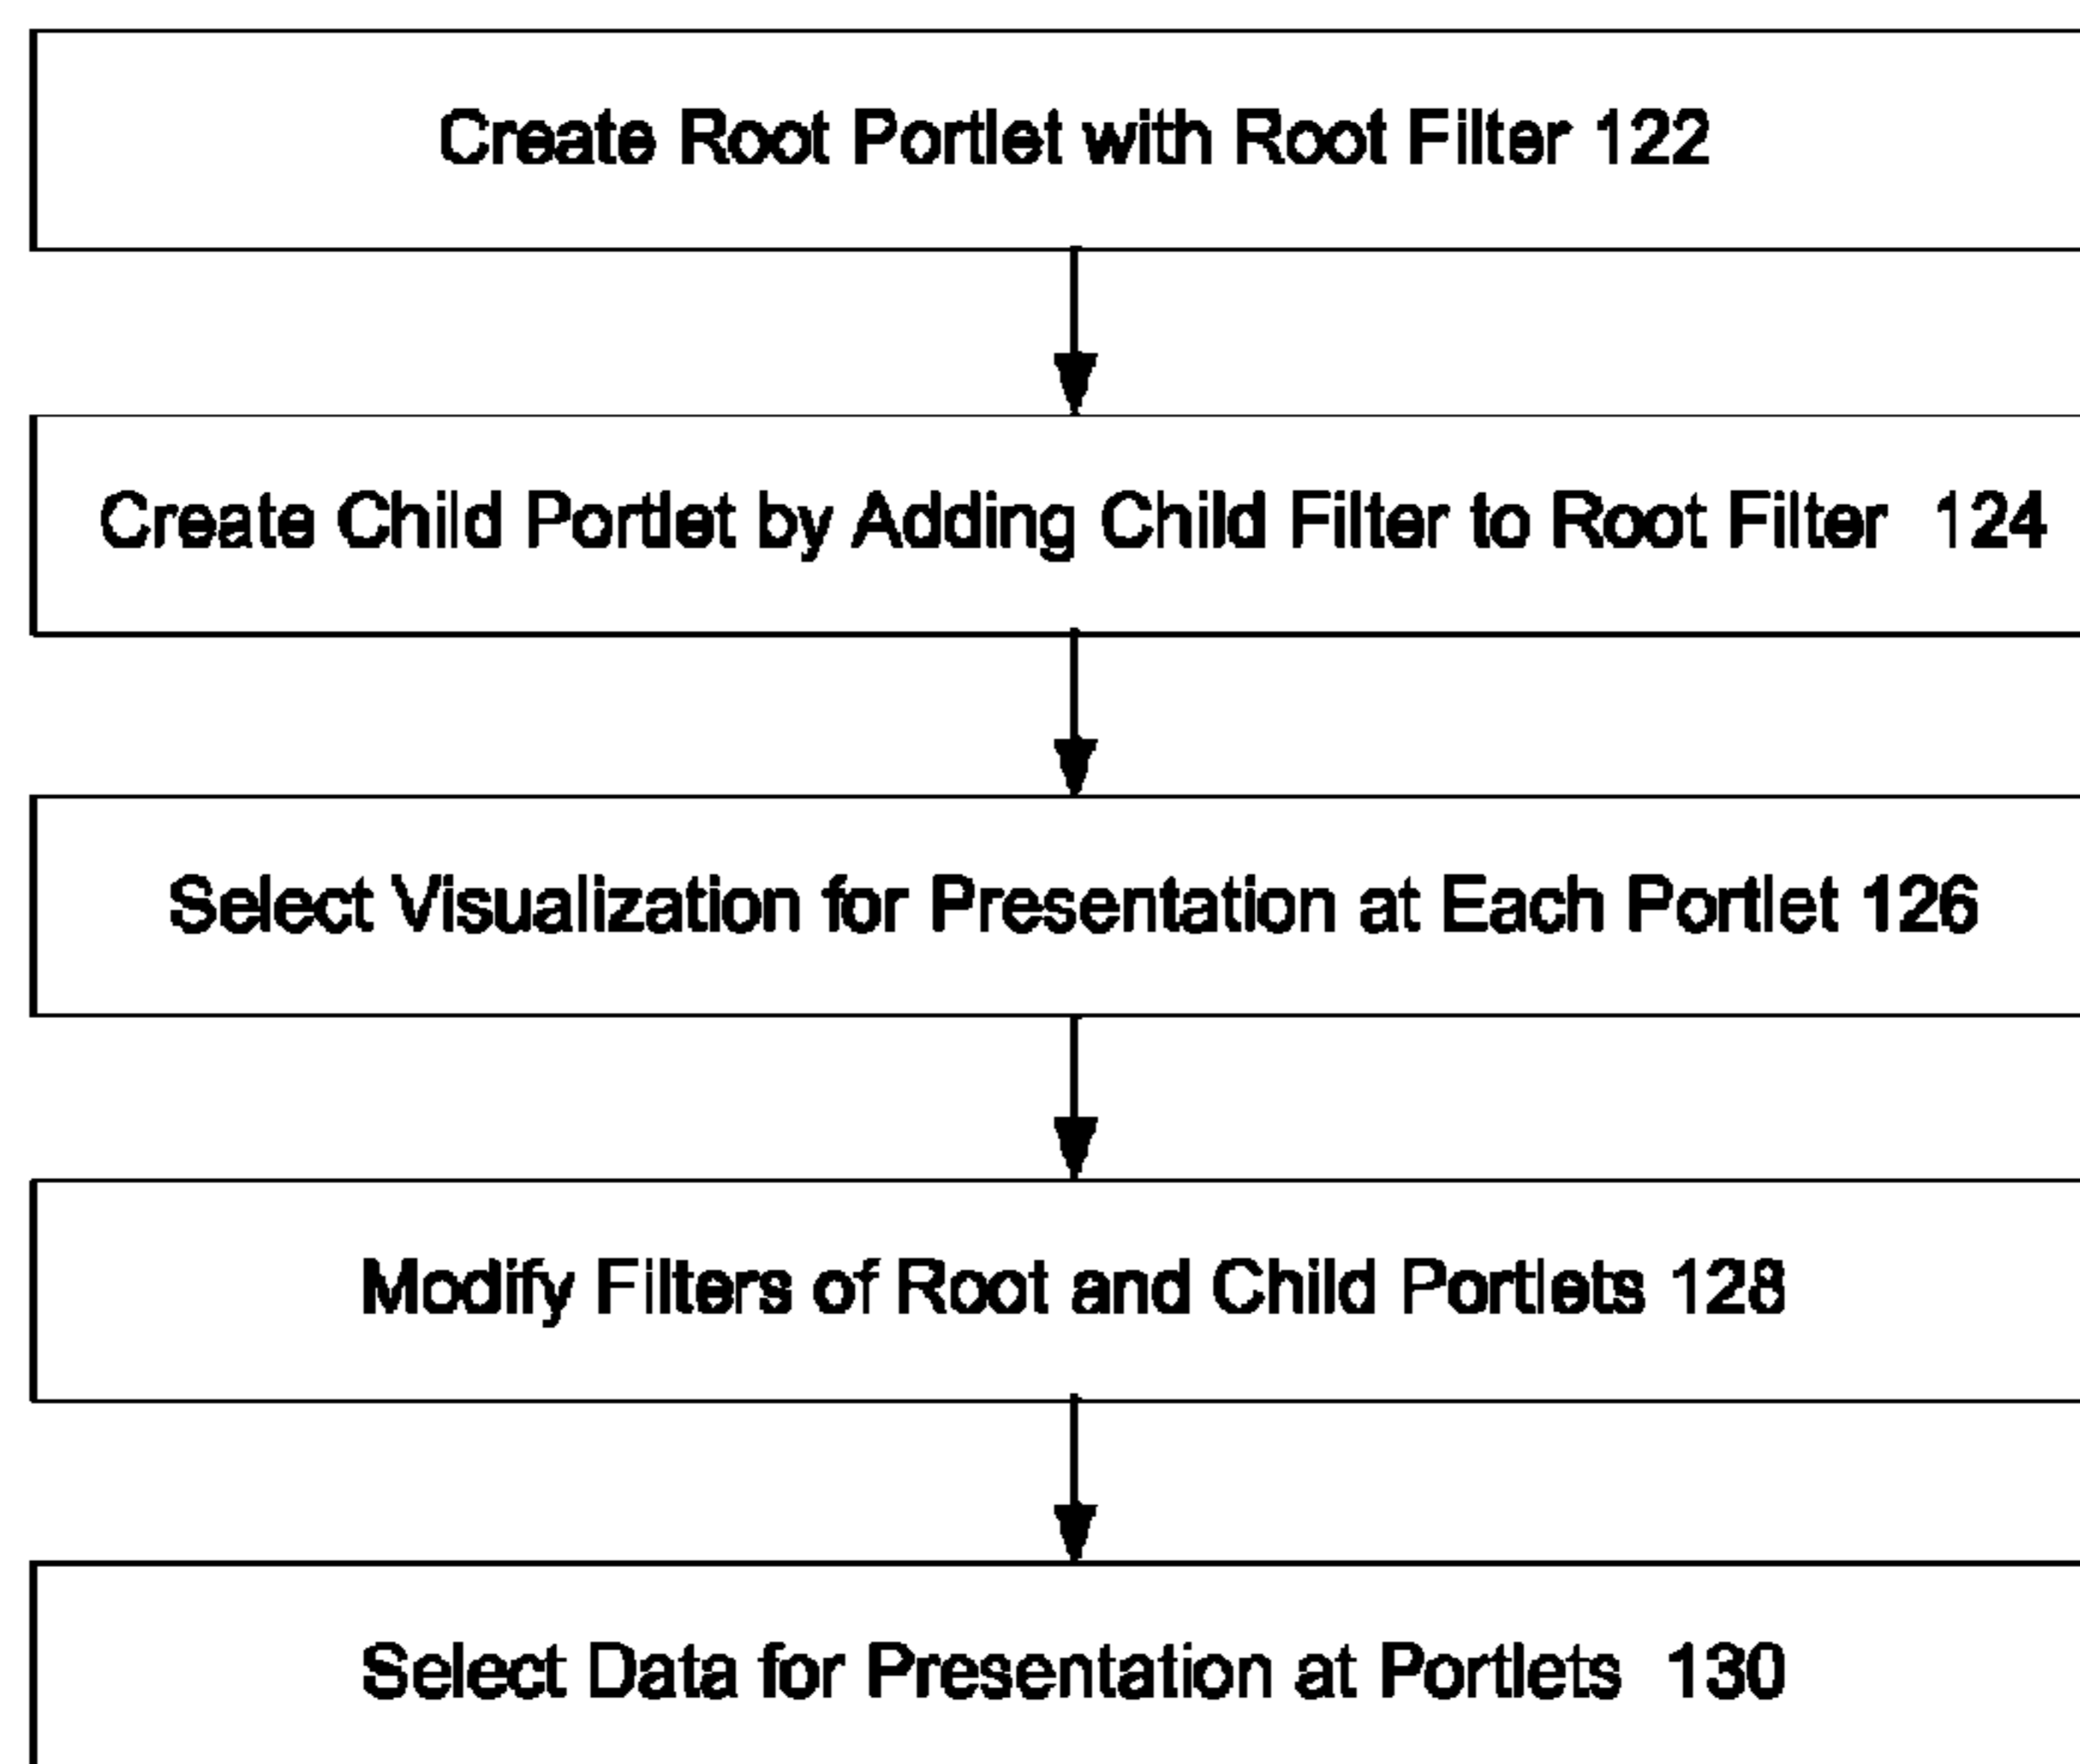 Create Root Portlet with Root Filter 122
Create Child Portlet by Adding Child Filter to Root Filter 124
Select Visualization for Presentation at Each Portlet 126
Modify Filters of Root and Child Portlets 128
Select Data for Presentation at Portlets 130